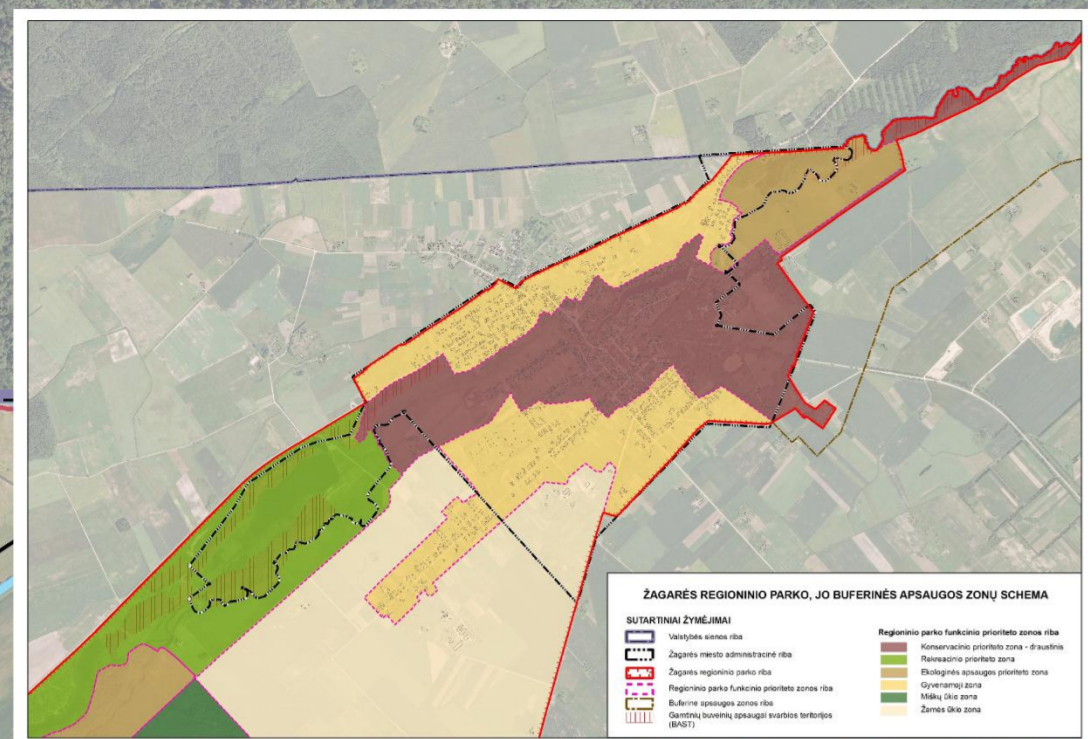 ŽAGARĖS REGIONINIO PARKO, JO BUFERINĖS APSAUGOS ZONŲ SCHEMA
SUTARTINIAI ŽYMĖJIMAI
Valstybės sienos riba
Žagarės miesto administracinė riba
Žagarės regioninio parko riba
Regioninio parko funkcinio prioriteto zonos riba
Buferinė apsaugos zonos riba
Gamtinių buveinių apsaugai svarbios teritorijos
(BAST)
Regioninio parko funkcinio prioriteto zonos riba
Konservacinio prioriteto zona - draustinis
Rekreacinio prioriteto zona
Ekologinės apsaugos prioriteto zona
Gyvenamoji zona
Miškų ūkio zona
Žemės ūkio zona